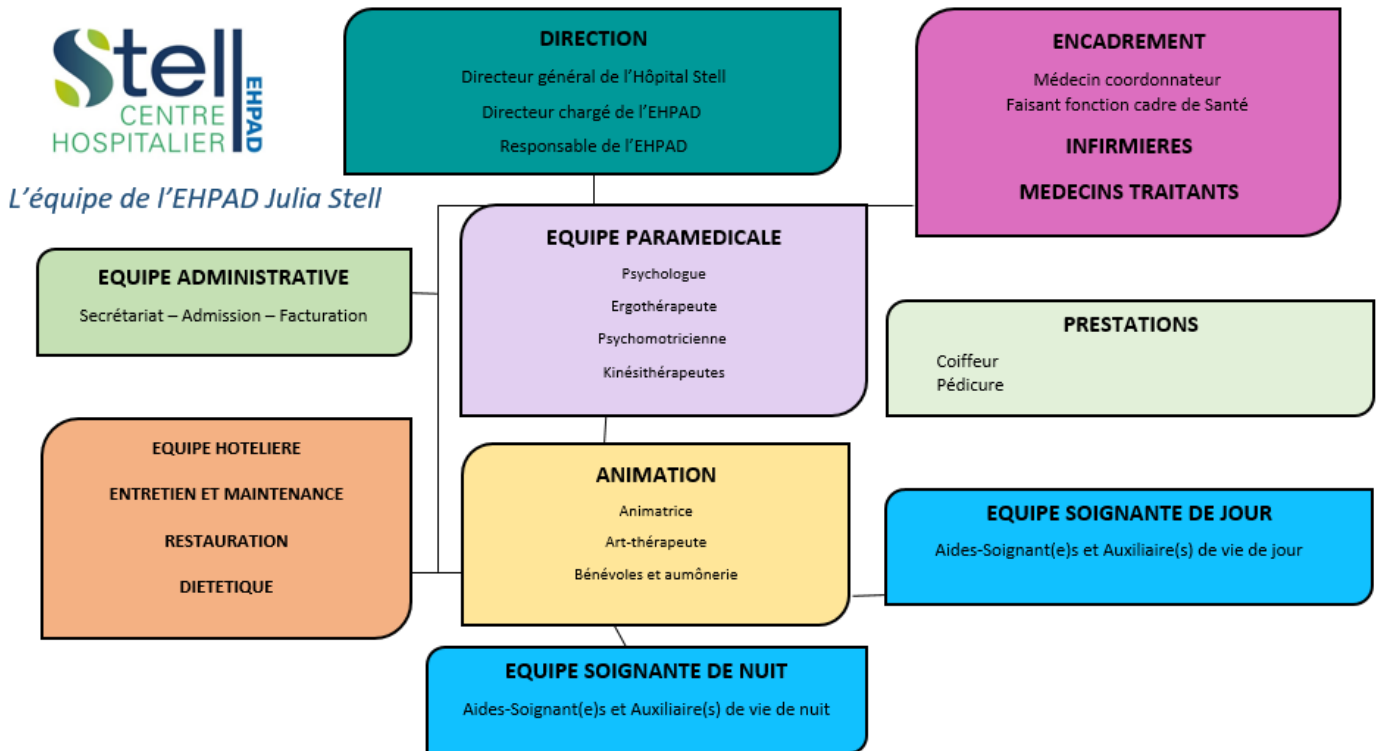 Stell
CENTRE
HOSPITALIER
EHPAD
L'équipe de l'EHPAD Julia Stell
DIRECTION
Directeur général de l'Hôpital Stell
Directeur chargé de l'EHPAD
Responsable de l'EHPAD
ENCADREMENT
Médecin coordonnateur
Faisant fonction cadre de Santé
INFIRMIERES
MEDECINS TRAITANTS
EQUIPE ADMINISTRATIVE
Secrétariat – Admission – Facturation
EQUIPE PARAMEDICALE
Psychologue
Ergothérapeute
Psychomotricienne
Kinésithérapeutes
PRESTATIONS
Coiffeur
Pédicure
EQUIPE HOTELIERE
ENTRETIEN ET MAINTENANCE
RESTAURATION
DIETETIQUE
ANIMATION
Animatrice
Art-thérapeute
Bénévoles et aumônerie
EQUIPE SOIGNANTE DE JOUR
Aides-Soignant(e)s et Auxiliaire(s) de vie de jour
EQUIPE SOIGNANTE DE NUIT
Aides-Soignant(e)s et Auxiliaire(s) de vie de nuit